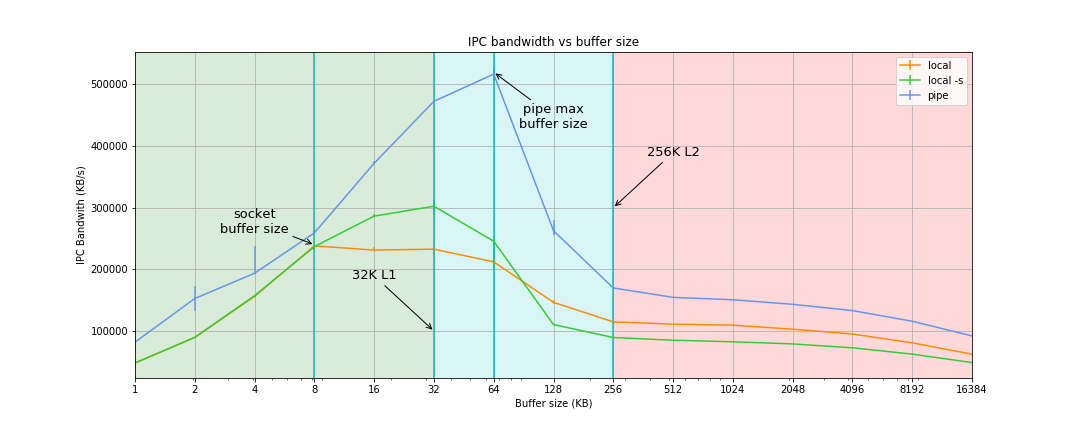 IPC bandwidth vs buffer size
local
local -s
pipe
500000
400000
300000
200000
100000
IPC Bandwith (KB/s)
pipe max
buffer size
256K L2
socket
buffer size
32K L1
1 2 4 8 16 32 64 128 256 512 1024 2048 4096 8192 16384
Buffer size (KB)